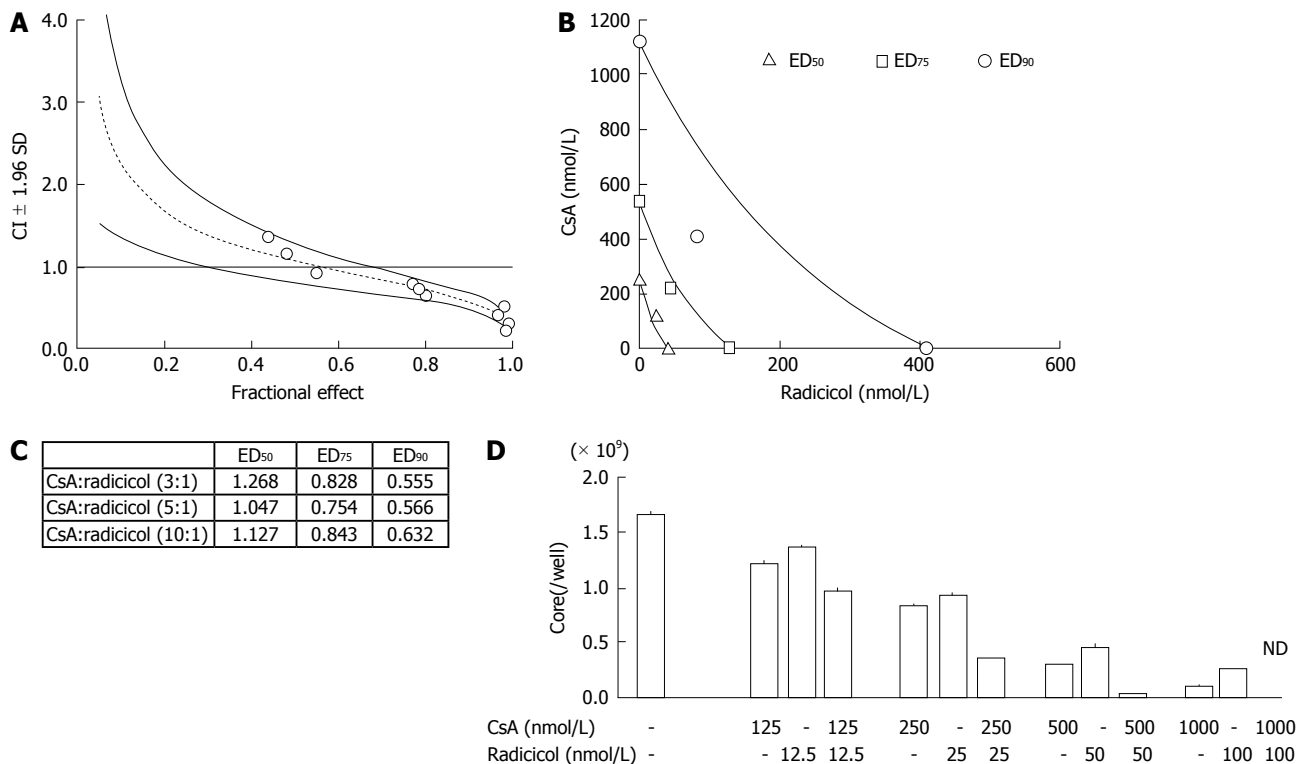 A
4.0
3.0
2.0
1.0
0.0
CI ± 1.96 SD
0.0 0.2 0.4 0.6 0.8 1.0
Fractional effect
B
1200
1000
800
600
400
200
0
CsA (nmol/L)
ED50 ED75 ED90
0 200 400 600
Radicicol (nmol/L)
C
ED50 ED75 ED90
CsA:radicicol (3:1) 1.268 0.828 0.555
CsA:radicicol (5:1) 1.047 0.754 0.566
CsA:radicicol (10:1) 1.127 0.843 0.632
D
(× 10⁹)
2.0
1.5
1.0
0.5
0.0
Core(/well)
ND
CsA (nmol/L) - 125 - 125 250 - 250 500 - 500 1000 - 1000
Radicicol (nmol/L) - - 12.5 12.5 - 25 25 - 50 50 - 100 100